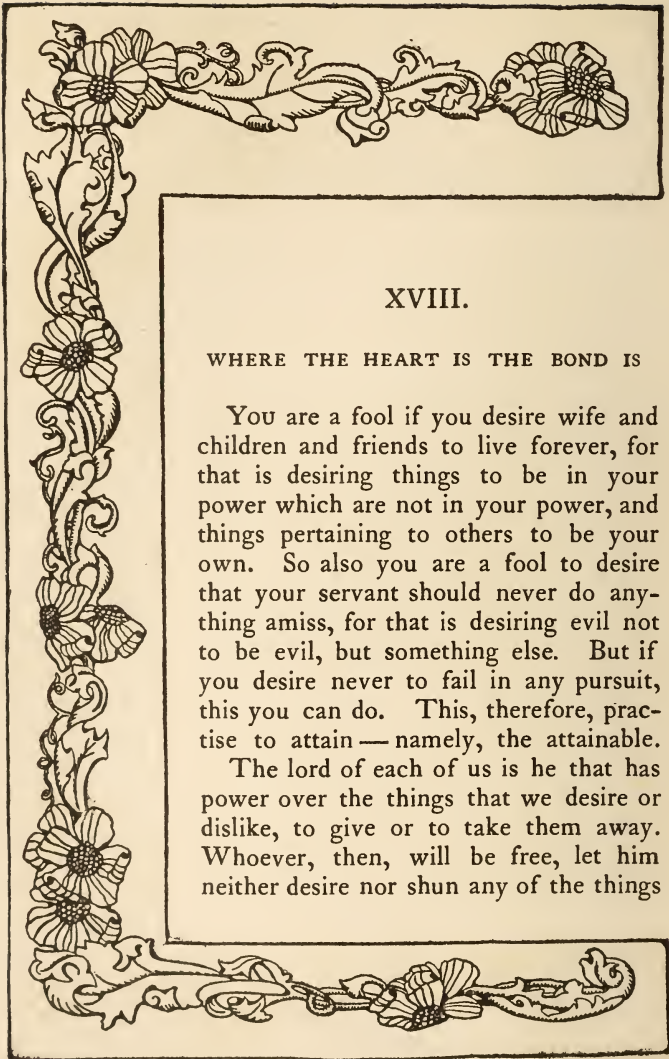 XVIII.
WHERE THE HEART IS THE BOND IS
You are a fool if you desire wife and
children and friends to live forever, for
that is desiring things to be in your
power which are not in your power, and
things pertaining to others to be your
own. So also you are a fool to desire
that your servant should never do any-
thing amiss, for that is desiring evil not
to be evil, but something else. But if
you desire never to fail in any pursuit,
this you can do. This, therefore, prac-
tise to attain — namely, the attainable.
The lord of each of us is he that has
power over the things that we desire or
dislike, to give or to take them away.
Whoever, then, will be free, let him
neither desire nor shun any of the things